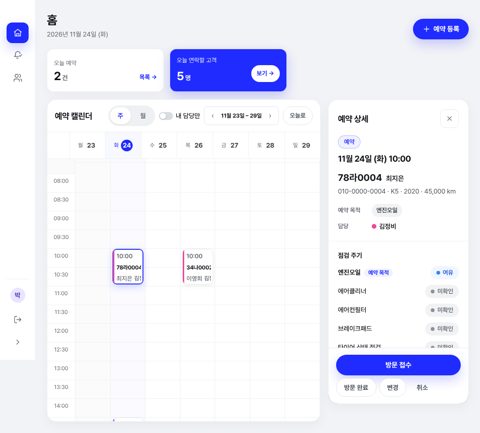 홈
2026년 11월 24일 (화)
예약 등록
오늘 예약
2건
목록
오늘 연락할 고객
5명
보기
예약 캘린더
주
월
내 담당만
11월 23일 – 29일
오늘로
월 23
화 24
수 25
목 26
금 27
토 28
일 29
08:00
08:30
09:00
09:30
10:00
10:30
11:00
11:30
12:00
12:30
13:00
13:30
14:00
10:00
78라0004
최지은 김
10:00
34나000
이영희 김
박
예약 상세
예약
11월 24일 (화) 10:00
78라0004 최지은
010-0000-0004 · K5 · 2020 · 45,000 km
예약 목적
엔진오일
담당
김정비
점검 주기
엔진오일 예약 목적
여유
에어클리너
미확인
에어컨필터
미확인
브레이크패드
미확인
방문 접수
방문 완료
변경
취소